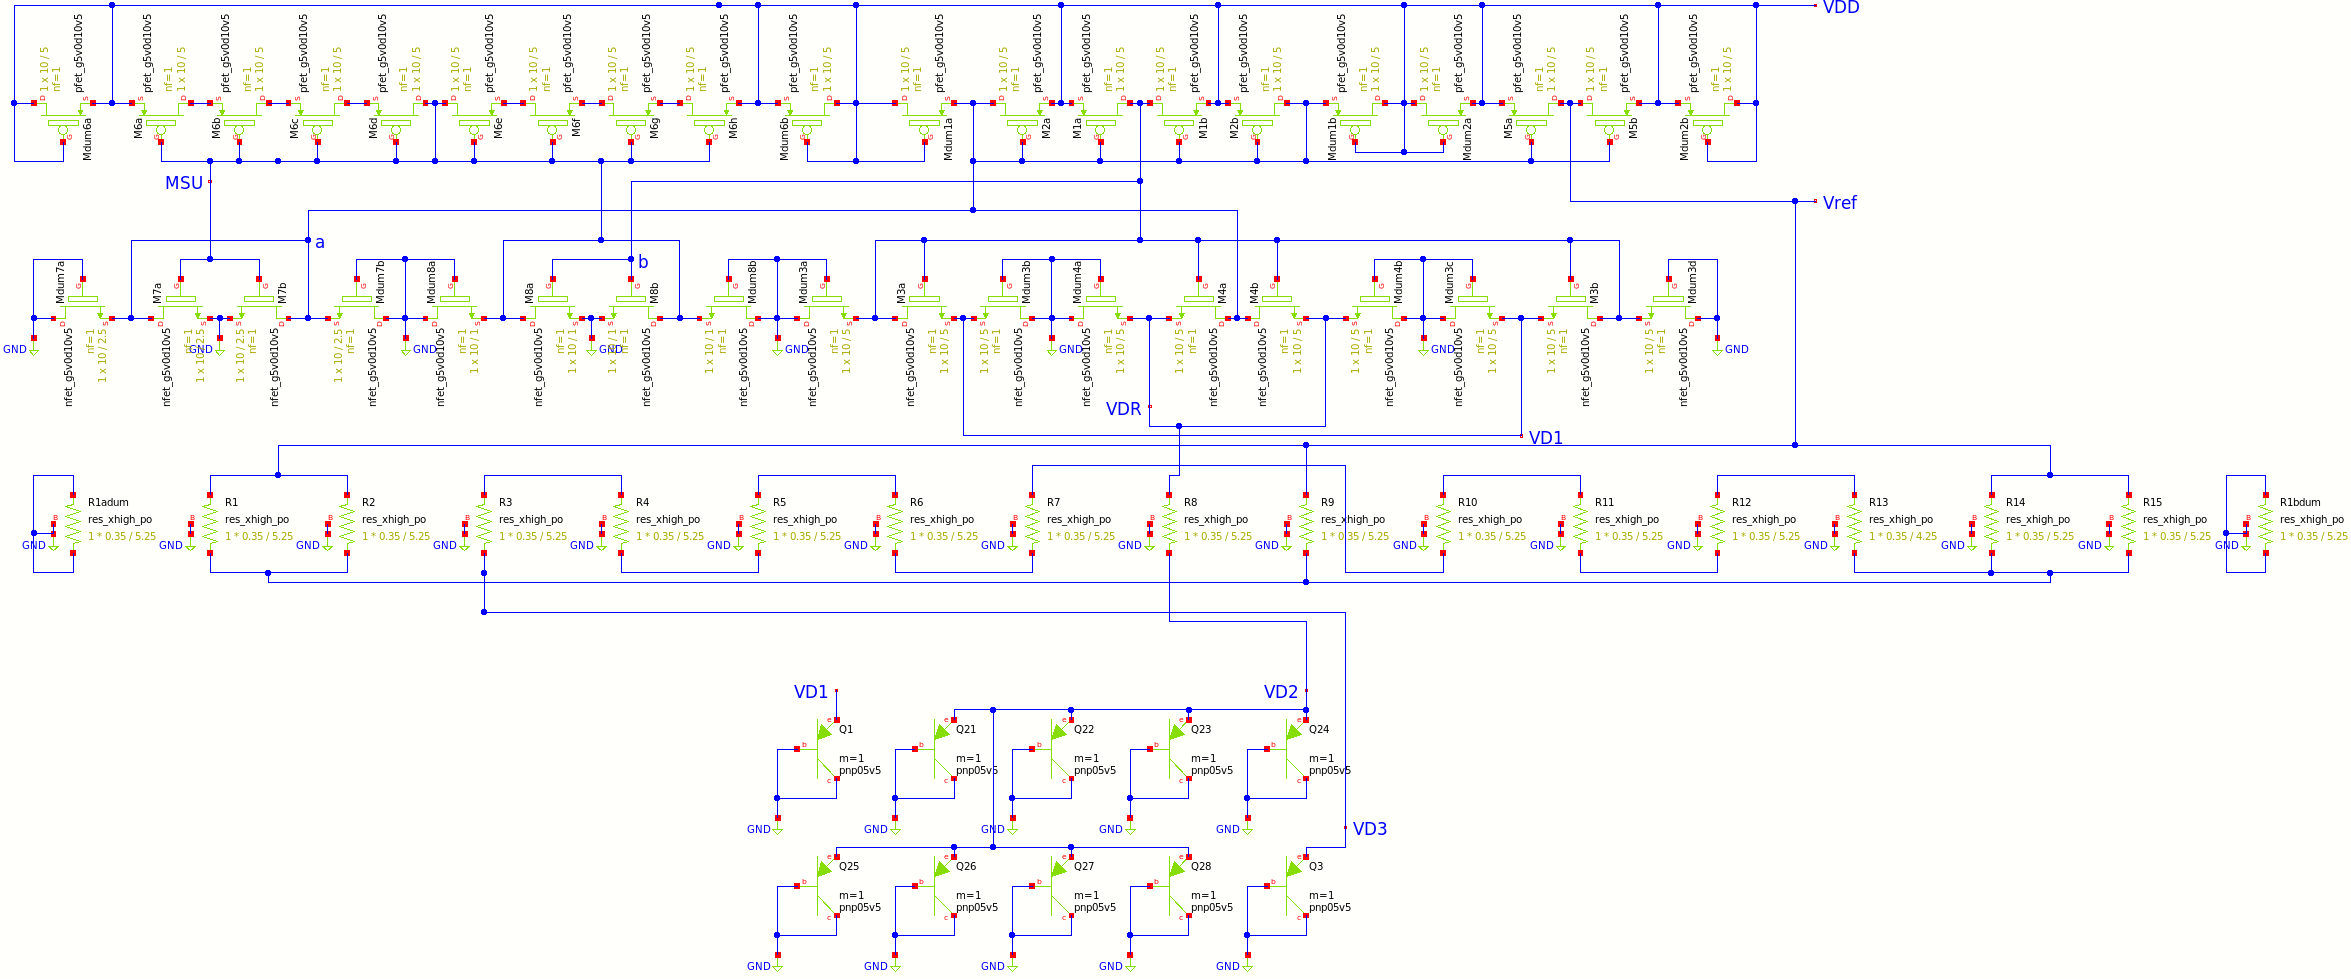 VDD
D 1 x 10 / 5 nf=1 S pfet_g5v0d10v5 G Mdum6a
S pfet_g5v0d10v5 nf=1 1 x 10 / 5 D G M6a
S pfet_g5v0d10v5 nf=1 1 x 10 / 5 D G M6b
S pfet_g5v0d10v5 nf=1 1 x 10 / 5 D G M6c
S pfet_g5v0d10v5 nf=1 1 x 10 / 5 D G M6d
D 1 x 10 / 5 nf=1 S pfet_g5v0d10v5 G M6e
D 1 x 10 / 5 nf=1 S pfet_g5v0d10v5 G M6f
D 1 x 10 / 5 nf=1 S pfet_g5v0d10v5 G M6g
D 1 x 10 / 5 nf=1 S pfet_g5v0d10v5 G M6h
S pfet_g5v0d10v5 nf=1 1 x 10 / 5 D G Mdum6b
D 1 x 10 / 5 nf=1 S pfet_g5v0d10v5 G Mdum1a
D 1 x 10 / 5 nf=1 S pfet_g5v0d10v5 G M2a
S pfet_g5v0d10v5 nf=1 1 x 10 / 5 D G M1a
D 1 x 10 / 5 nf=1 S pfet_g5v0d10v5 G M1b
S pfet_g5v0d10v5 nf=1 1 x 10 / 5 D G M2b
S pfet_g5v0d10v5 nf=1 1 x 10 / 5 D G Mdum1b
D 1 x 10 / 5 nf=1 S pfet_g5v0d10v5 G Mdum2a
S pfet_g5v0d10v5 nf=1 1 x 10 / 5 D G M5a
D 1 x 10 / 5 nf=1 S pfet_g5v0d10v5 G M5b
S pfet_g5v0d10v5 nf=1 1 x 10 / 5 D G Mdum2b
MSU
Vref
a
b
Mdum7a G D S nfet_g5v0d10v5 nf=1 1 x 10 / 2.5
M7a G D S nfet_g5v0d10v5 nf=1 1 x 10 / 2.5
M7b G S D 1 x 10 / 2.5 nf=1 nfet_g5v0d10v5
Mdum7b G S D 1 x 10 / 2.5 nf=1 nfet_g5v0d10v5
Mdum8a G D S nfet_g5v0d10v5 nf=1 1 x 10 / 1
M8a G D S nfet_g5v0d10v5 nf=1 1 x 10 / 1
M8b G S D 1 x 10 / 1 nf=1 nfet_g5v0d10v5
Mdum8b G S D 1 x 10 / 1 nf=1 nfet_g5v0d10v5
Mdum3a G D S nfet_g5v0d10v5 nf=1 1 x 10 / 5
M3a G D S nfet_g5v0d10v5 nf=1 1 x 10 / 5
Mdum3b G S D 1 x 10 / 5 nf=1 nfet_g5v0d10v5
Mdum4a G D S nfet_g5v0d10v5 nf=1 1 x 10 / 5
M4a G S D 1 x 10 / 5 nf=1 nfet_g5v0d10v5
M4b G D S nfet_g5v0d10v5 nf=1 1 x 10 / 5
Mdum4b G S D 1 x 10 / 5 nf=1 nfet_g5v0d10v5
Mdum3c G D S nfet_g5v0d10v5 nf=1 1 x 10 / 5
M3b G S D 1 x 10 / 5 nf=1 nfet_g5v0d10v5
Mdum3d G S D 1 x 10 / 5 nf=1 nfet_g5v0d10v5
GND GND GND GND GND GND GND GND
VDR
VD1
R1adum R1 R2 R3 R4 R5 R6 R7 R8 R9 R10 R11 R12 R13 R14 R15 R1bdum
B B B B B B B B B B B B B B B B B
res_xhigh_po res_xhigh_po res_xhigh_po res_xhigh_po res_xhigh_po res_xhigh_po res_xhigh_po res_xhigh_po res_xhigh_po res_xhigh_po res_xhigh_po res_xhigh_po res_xhigh_po res_xhigh_po res_xhigh_po res_xhigh_po res_xhigh_po
1 * 0.35 / 5.25 1 * 0.35 / 5.25 1 * 0.35 / 5.25 1 * 0.35 / 5.25 1 * 0.35 / 5.25 1 * 0.35 / 5.25 1 * 0.35 / 5.25 1 * 0.35 / 5.25 1 * 0.35 / 5.25 1 * 0.35 / 5.25 1 * 0.35 / 5.25 1 * 0.35 / 5.25 1 * 0.35 / 5.25 1 * 0.35 / 4.25 1 * 0.35 / 5.25 1 * 0.35 / 5.25 1 * 0.35 / 5.25
GND GND GND GND GND GND GND GND GND GND GND GND GND GND GND GND GND
VD1 VD2
e e e e e
Q1 Q21 Q22 Q23 Q24
b b b b b
m=1 m=1 m=1 m=1 m=1
pnp05v5 pnp05v5 pnp05v5 pnp05v5 pnp05v5
c c c c c
GND GND GND GND GND
VD3
e e e e e
Q25 Q26 Q27 Q28 Q3
b b b b b
m=1 m=1 m=1 m=1 m=1
pnp05v5 pnp05v5 pnp05v5 pnp05v5 pnp05v5
c c c c c
GND GND GND GND GND